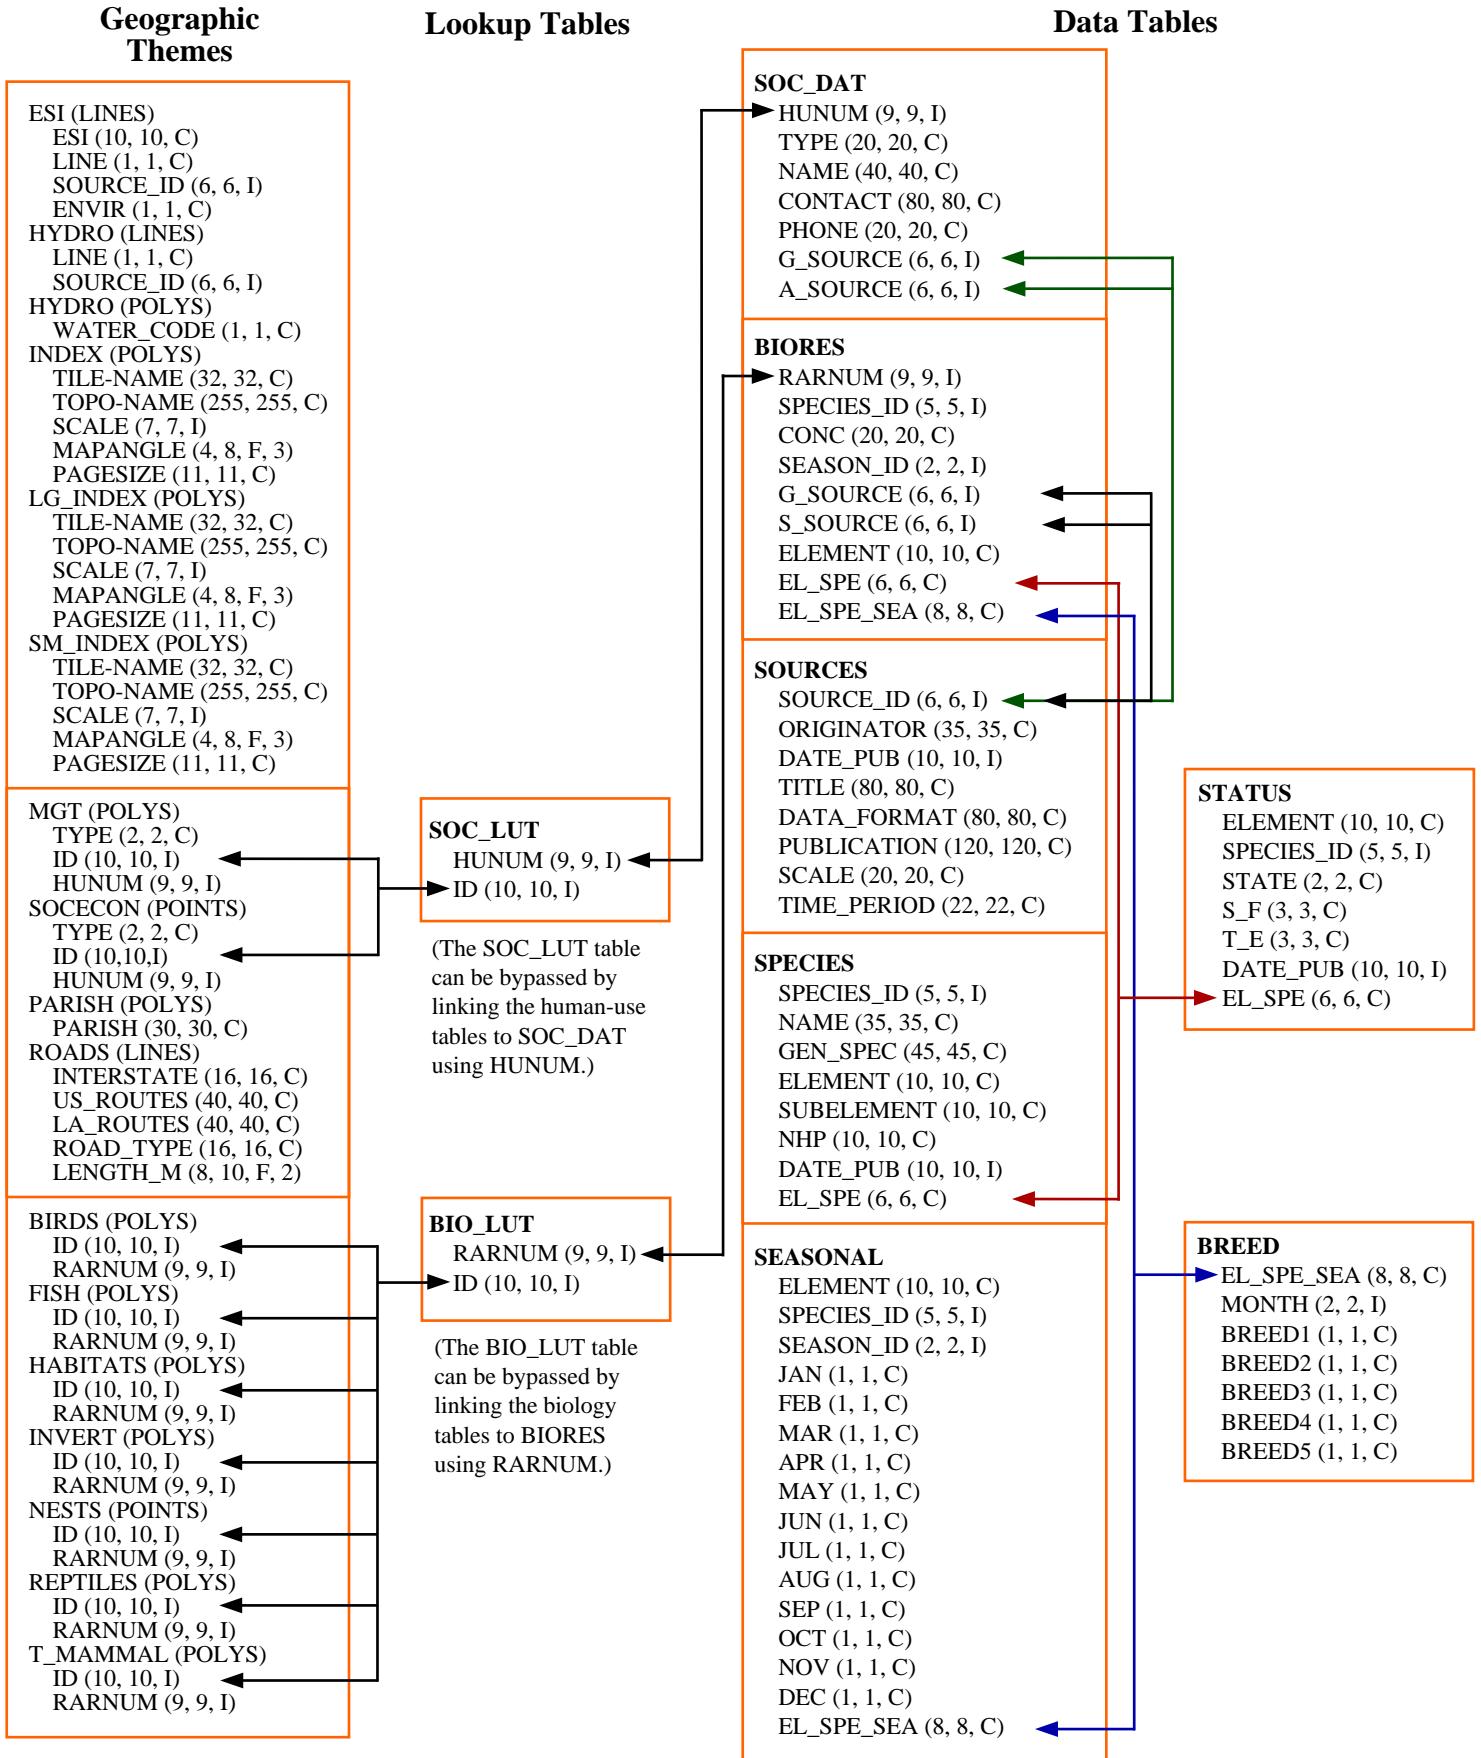 Geographic
Themes
ESI (LINES)
ESI (10, 10, C)
LINE (1, 1, C)
SOURCE_ID (6, 6, I)
ENVIR (1, 1, C)
HYDRO (LINES)
LINE (1, 1, C)
SOURCE_ID (6, 6, I)
HYDRO (POLYS)
WATER_CODE (1, 1, C)
INDEX (POLYS)
TILE-NAME (32, 32, C)
TOPO-NAME (255, 255, C)
SCALE (7, 7, I)
MAPANGLE (4, 8, F, 3)
PAGESIZE (11, 11, C)
LG_INDEX (POLYS)
TILE-NAME (32, 32, C)
TOPO-NAME (255, 255, C)
SCALE (7, 7, I)
MAPANGLE (4, 8, F, 3)
PAGESIZE (11, 11, C)
SM_INDEX (POLYS)
TILE-NAME (32, 32, C)
TOPO-NAME (255, 255, C)
SCALE (7, 7, I)
MAPANGLE (4, 8, F, 3)
PAGESIZE (11, 11, C)
MGT (POLYS)
TYPE (2, 2, C)
ID (10, 10, I)
HUNUM (9, 9, I)
SOCECON (POINTS)
TYPE (2, 2, C)
ID (10,10,I)
HUNUM (9, 9, I)
PARISH (POLYS)
PARISH (30, 30, C)
ROADS (LINES)
INTERSTATE (16, 16, C)
US_ROUTES (40, 40, C)
LA_ROUTES (40, 40, C)
ROAD_TYPE (16, 16, C)
LENGTH_M (8, 10, F, 2)
BIRDS (POLYS)
ID (10, 10, I)
RARNUM (9, 9, I)
FISH (POLYS)
ID (10, 10, I)
RARNUM (9, 9, I)
HABITATS (POLYS)
ID (10, 10, I)
RARNUM (9, 9, I)
INVERT (POLYS)
ID (10, 10, I)
RARNUM (9, 9, I)
NESTS (POINTS)
ID (10, 10, I)
RARNUM (9, 9, I)
REPTILES (POLYS)
ID (10, 10, I)
RARNUM (9, 9, I)
T_MAMMAL (POLYS)
ID (10, 10, I)
RARNUM (9, 9, I)
Lookup Tables
SOC_LUT
HUNUM (9, 9, I)
ID (10, 10, I)
(The SOC_LUT table
can be bypassed by
linking the human-use
tables to SOC_DAT
using HUNUM.)
BIO_LUT
RARNUM (9, 9, I)
ID (10, 10, I)
(The BIO_LUT table
can be bypassed by
linking the biology
tables to BIORES
using RARNUM.)
Data Tables
SOC_DAT
HUNUM (9, 9, I)
TYPE (20, 20, C)
NAME (40, 40, C)
CONTACT (80, 80, C)
PHONE (20, 20, C)
G_SOURCE (6, 6, I)
A_SOURCE (6, 6, I)
BIORES
RARNUM (9, 9, I)
SPECIES_ID (5, 5, I)
CONC (20, 20, C)
SEASON_ID (2, 2, I)
G_SOURCE (6, 6, I)
S_SOURCE (6, 6, I)
ELEMENT (10, 10, C)
EL_SPE (6, 6, C)
EL_SPE_SEA (8, 8, C)
SOURCES
SOURCE_ID (6, 6, I)
ORIGINATOR (35, 35, C)
DATE_PUB (10, 10, I)
TITLE (80, 80, C)
DATA_FORMAT (80, 80, C)
PUBLICATION (120, 120, C)
SCALE (20, 20, C)
TIME_PERIOD (22, 22, C)
SPECIES
SPECIES_ID (5, 5, I)
NAME (35, 35, C)
GEN_SPEC (45, 45, C)
ELEMENT (10, 10, C)
SUBELEMENT (10, 10, C)
NHP (10, 10, C)
DATE_PUB (10, 10, I)
EL_SPE (6, 6, C)
SEASONAL
ELEMENT (10, 10, C)
SPECIES_ID (5, 5, I)
SEASON_ID (2, 2, I)
JAN (1, 1, C)
FEB (1, 1, C)
MAR (1, 1, C)
APR (1, 1, C)
MAY (1, 1, C)
JUN (1, 1, C)
JUL (1, 1, C)
AUG (1, 1, C)
SEP (1, 1, C)
OCT (1, 1, C)
NOV (1, 1, C)
DEC (1, 1, C)
EL_SPE_SEA (8, 8, C)
STATUS
ELEMENT (10, 10, C)
SPECIES_ID (5, 5, I)
STATE (2, 2, C)
S_F (3, 3, C)
T_E (3, 3, C)
DATE_PUB (10, 10, I)
EL_SPE (6, 6, C)
BREED
EL_SPE_SEA (8, 8, C)
MONTH (2, 2, I)
BREED1 (1, 1, C)
BREED2 (1, 1, C)
BREED3 (1, 1, C)
BREED4 (1, 1, C)
BREED5 (1, 1, C)